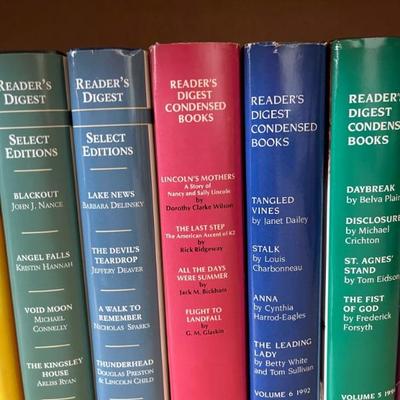 READER'S
DIGEST
SELECT
EDITIONS
BLACKOUT
JOHN J. NANCE
ANGEL FALLS
KRISTIN HANNAH
VOID MOON
MICHAEL
CONNELLY
THE KINGSLEY
HOUSE
ARLISS RYAN
READER'S
DIGEST
SELECT
EDITIONS
LAKE NEWS
BARBARA DELINSKY
THE DEVIL'S
TEARDROP
JEFFERY DEAVER
A WALK TO
REMEMBER
NICHOLAS SPARKS
THUNDERHEAD
DOUGLAS PRESTON
& LINCOLN CHILD
READER'S
DIGEST
CONDENSED
BOOKS
LINCOLN'S MOTHERS
A Story of
Nancy and Sally Lincoln
by
Dorothy Clarke Wilson
THE LAST STEP
The American Ascent of K2
by
Rick Ridgeway
ALL THE DAYS
WERE SUMMER
by
Jack M. Bickham
FLIGHT TO
LANDFALL
by
G. M. Glaskin
READER'S
DIGEST
CONDENSED
BOOKS
TANGLED
VINES
by Janet Dailey
STALK
by Louis
Charbonneau
ANNA
by Cynthia
Harrod-Eagles
THE LEADING
LADY
by Betty White
and Tom Sullivan
VOLUME 6 1992
READER'S
DIGEST
CONDENSED
BOOKS
DAYBREAK
by Belva Plain
DISCLOSURE
by Michael
Crichton
ST. AGNES'
STAND
by Tom Eidson
THE FIST
OF GOD
by Frederick
Forsyth
VOLUME 5